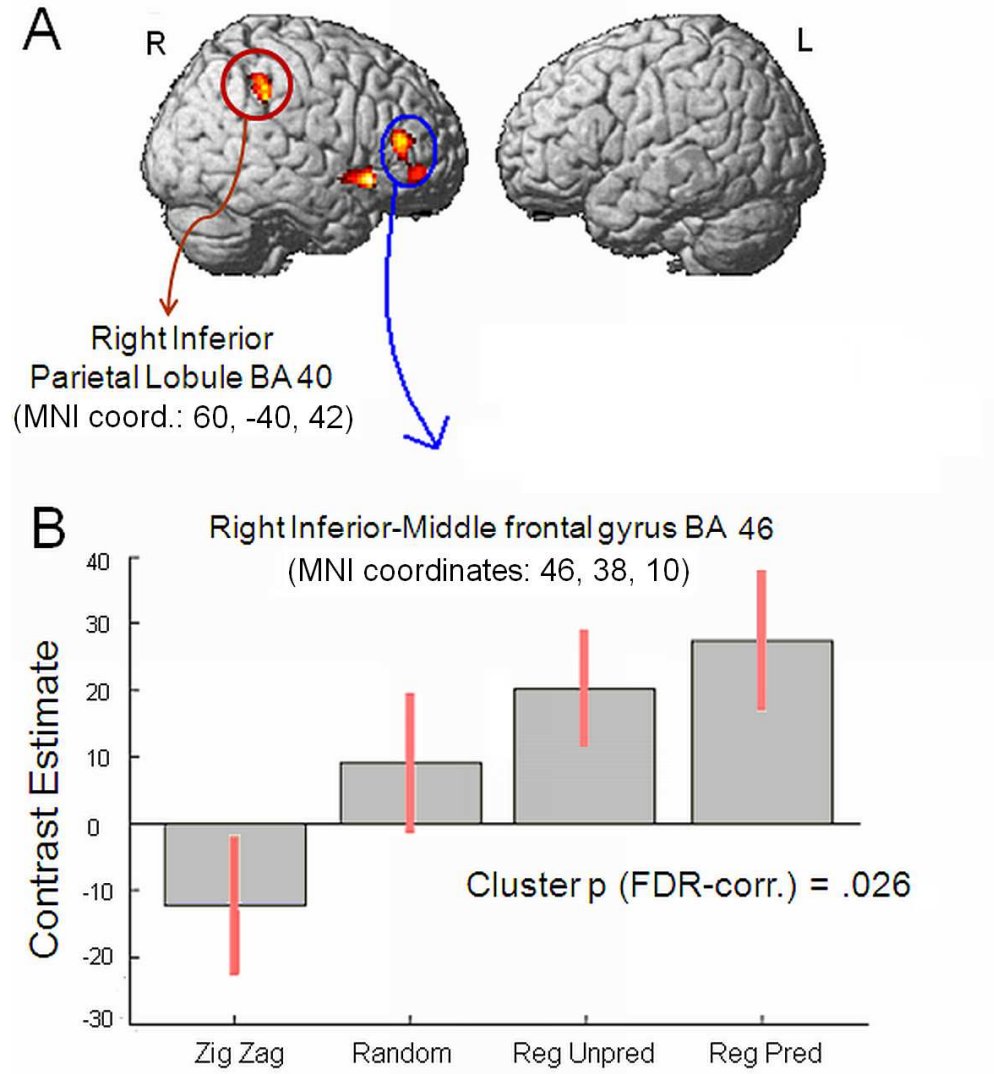 A
R
L
Right Inferior
Parietal Lobule BA 40
(MNI coord.: 60, -40, 42)
B
Right Inferior-Middle frontal gyrus BA 46
(MNI coordinates: 46, 38, 10)
Contrast Estimate
40
30
20
10
0
-10
-20
-30
Cluster p (FDR-corr.) = .026
Zig Zag
Random
Reg Unpred
Reg Pred